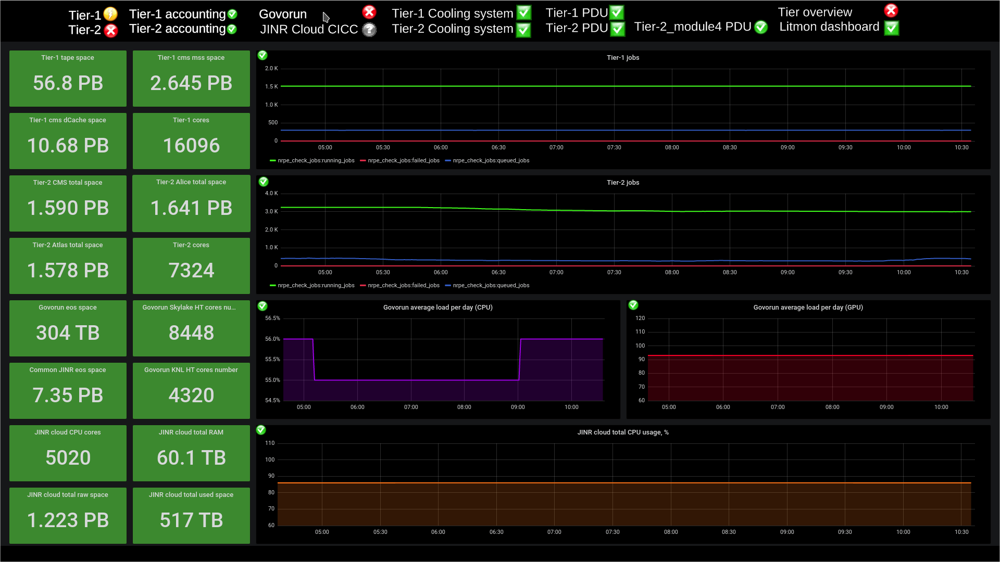 Tier-1
Tier-1 accounting
Govorun
Tier-1 Cooling system
Tier-1 PDU
Tier overview
Tier-2
Tier-2 accounting
JINR Cloud CICC
?
Tier-2 Cooling system
Tier-2 PDU
Tier-2_module4 PDU
Litmon dashboard
Tier-1 tape space
56.8 PB
Tier-1 cms mss space
2.645 PB
Tier-1 cms dCache space
10.68 PB
Tier-1 cores
16096
Tier-2 CMS total space
1.590 PB
Tier-2 Alice total space
1.641 PB
Tier-2 Atlas total space
1.578 PB
Tier-2 cores
7324
Govorun eos space
304 TB
Govorun Skylake HT cores nu...
8448
Common JINR eos space
7.35 PB
Govorun KNL HT cores number
4320
JINR cloud CPU cores
5020
JINR cloud total RAM
60.1 TB
JINR cloud total raw space
1.223 PB
JINR cloud total used space
517 TB
Tier-1 jobs
2.0 K
1.5 K
1.0 K
500
0
05:00 05:30 06:00 06:30 07:00 07:30 08:00 08:30 09:00 09:30 10:00 10:30
nrpe_check_jobs:running_jobs nrpe_check_jobs:failed_jobs nrpe_check_jobs:queued_jobs
Tier-2 jobs
4.0 K
3.0 K
2.0 K
1.0 K
0
05:00 05:30 06:00 06:30 07:00 07:30 08:00 08:30 09:00 09:30 10:00 10:30
nrpe_check_jobs:running_jobs nrpe_check_jobs:failed_jobs nrpe_check_jobs:queued_jobs
Govorun average load per day (CPU)
56.5%
56.0%
55.5%
55.0%
54.5%
05:00 06:00 07:00 08:00 09:00 10:00
Govorun average load per day (GPU)
120
110
100
90
80
70
60
05:00 06:00 07:00 08:00 09:00 10:00
JINR cloud total CPU usage, %
110
100
90
80
70
60
05:00 05:30 06:00 06:30 07:00 07:30 08:00 08:30 09:00 09:30 10:00 10:30